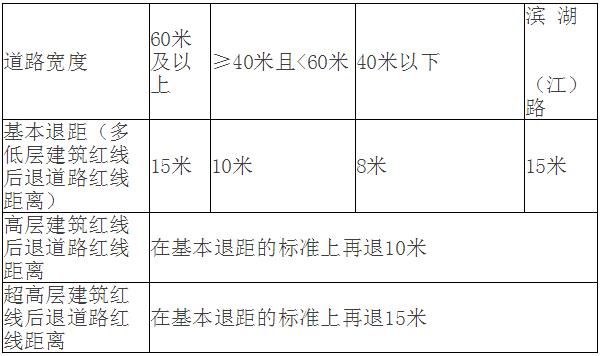 道路宽度
60米
及以
上
≥40米且<60米
40米以下
滨 湖
（江）
路
基本退距（多
低层建筑红线
后退道路红线
距离）
15米
10米
8米
15米
高层建筑红线
后退道路红线
距离
在基本退距的标准上再退10米
超高层建筑红
线后退道路红
线距离
在基本退距的标准上再退15米